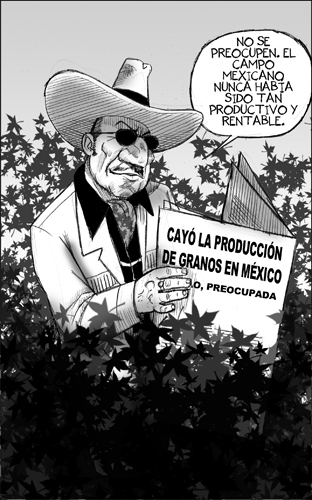 NO SE
PREOCUPEN. EL
CAMPO
MEXICANO
NUNCA HABÍA
SIDO TAN
PRODUCTIVO Y
RENTABLE.
CAYÓ LA PRODUCCIÓN
DE GRANOS EN MÉXICO
O, PREOCUPADA